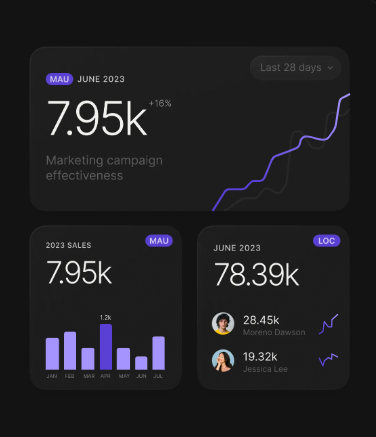 Last 28 days
MAU JUNE 2023
7.95k +16%
Marketing campaign
effectiveness
2023 SALES MAU
7.95k
1.2k
JAN FEB MAR APR MAY JUN JUL
JUNE 2023 LOC
78.39k
28.45k
Moreno Dawson
19.32k
Jessica Lee